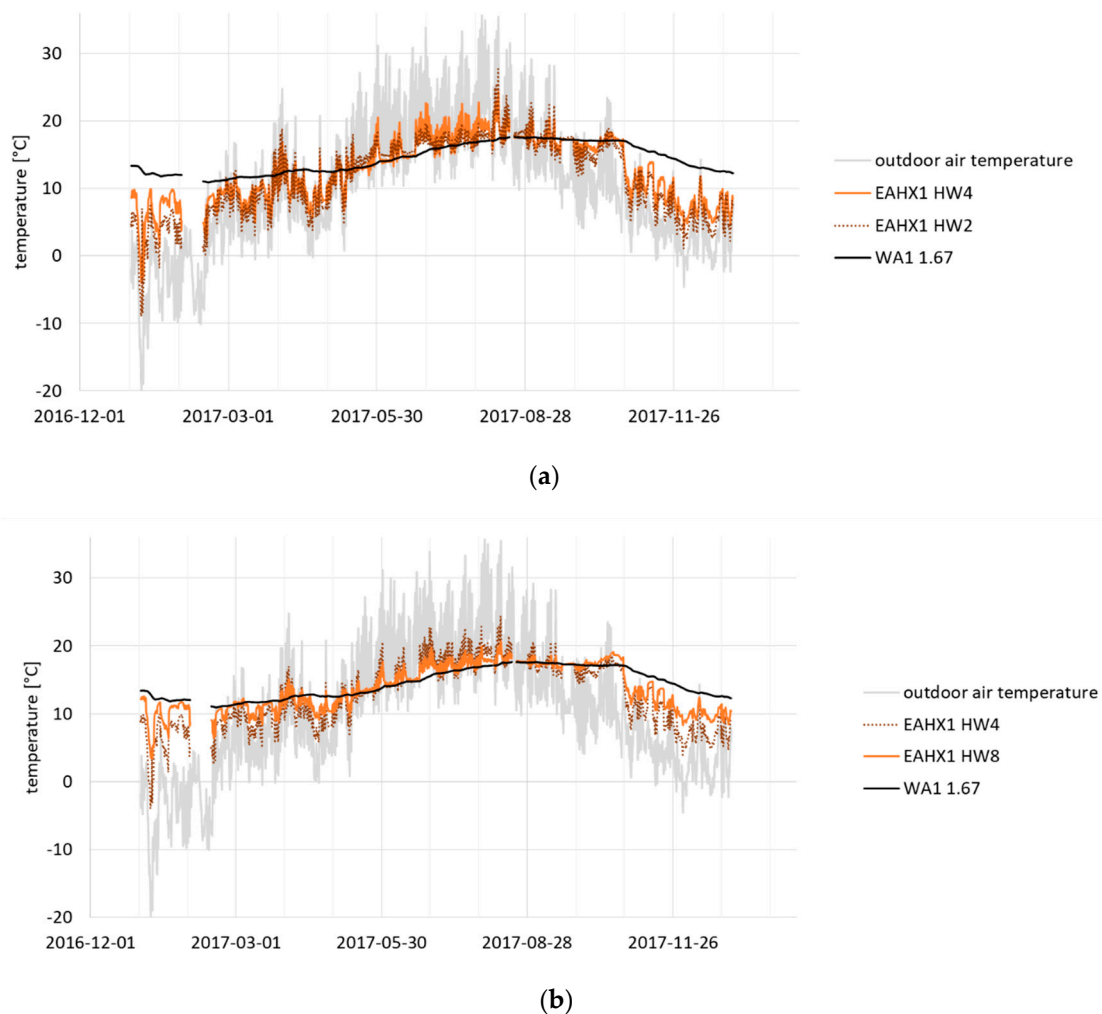 30
20
10
0
-10
-20
temperature [°C]
2016-12-01 2017-03-01 2017-05-30 2017-08-28 2017-11-26
outdoor air temperature
EAHX1 HW4
EAHX1 HW2
WA1 1.67
(a)
30
20
10
0
-10
-20
temperature [°C]
2016-12-01 2017-03-01 2017-05-30 2017-08-28 2017-11-26
outdoor air temperature
EAHX1 HW4
EAHX1 HW8
WA1 1.67
(b)